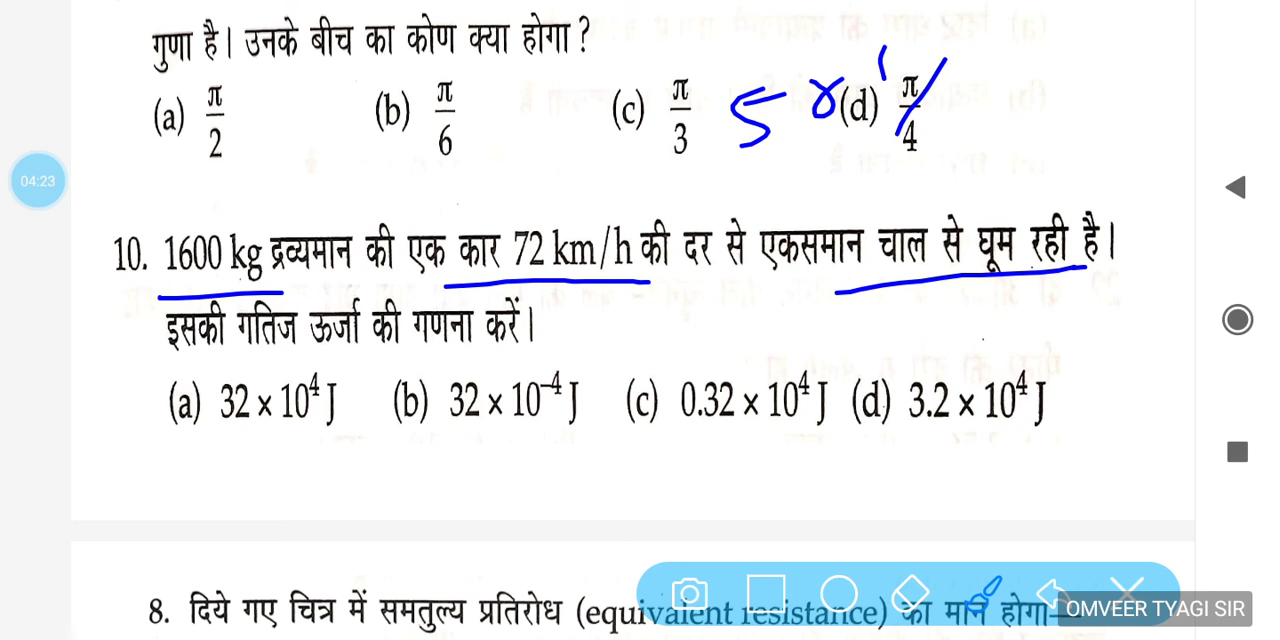 गुणा है। उनके बीच का कोण क्या होगा?
(a) π/2 (b) π/6 (c) π/3 (d) π/4
04:23
10. 1600 kg द्रव्यमान की एक कार 72 km/h की दर से एकसमान चाल से घूम रही है।
इसकी गतिज ऊर्जा की गणना करें।
(a) 32 × 10⁴ J (b) 32 × 10⁻⁴ J (c) 0.32 × 10⁴ J (d) 3.2 × 10⁴ J
8. दिये गए चित्र में समतुल्य प्रतिरोध (equivalent resistance) का मान होगा—
OMVEER TYAGI SIR